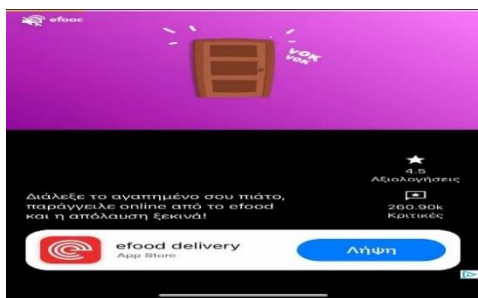 efooc
VOK
VOK
4.5
Αξιολογήσεις
Διάλεξε το αγαπημένο σου πιάτο,
παράγγειλε online από το efood
και η απόλαυση ξεκινά!
260.90k
Κριτικές
efood delivery
App Store
Λήψη